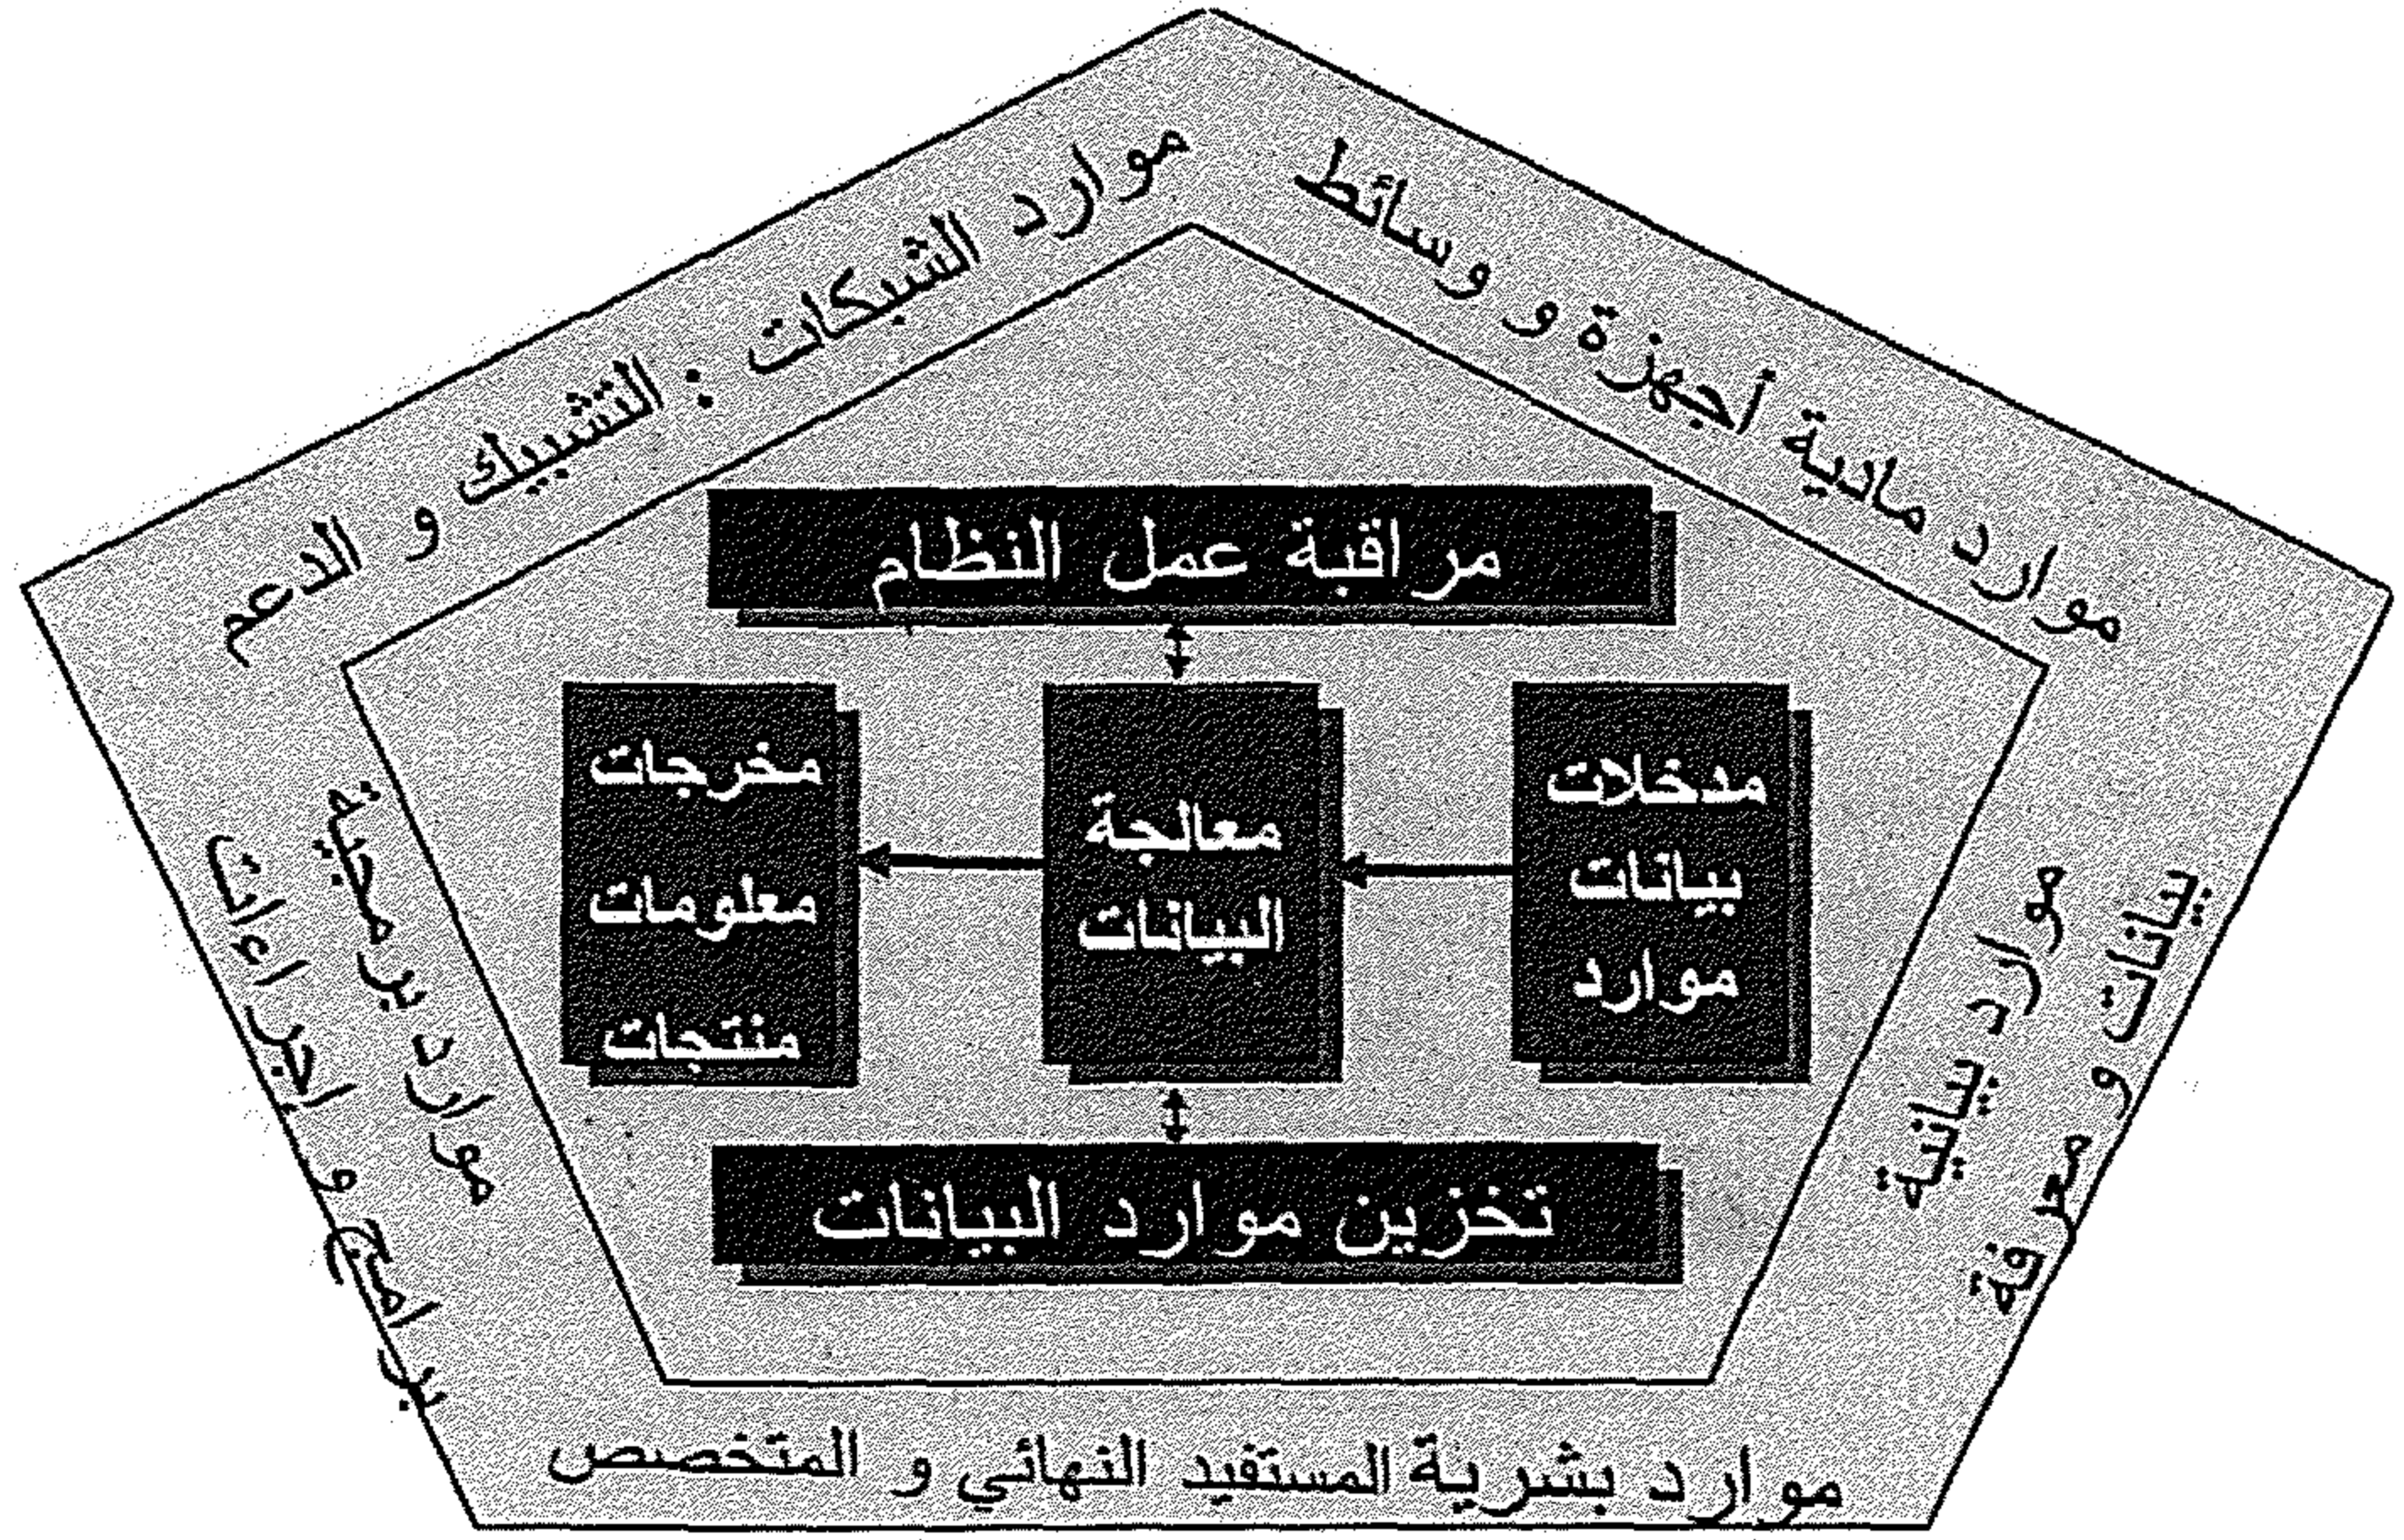 موارد الشبكات : التشبيك و الدعم
موارد مادية أجهزة و وسائط
مراقبة عمل النظام
مدخلات
بيانات
موارد
معالجة
البيانات
مخرجات
معلومات
منتجات
تخزين موارد البيانات
موارد بيانية
بيانات و معرفة
موارد برمجية
برامج و إجراءات
موارد بشرية المستفيد النهائي و المتخصص